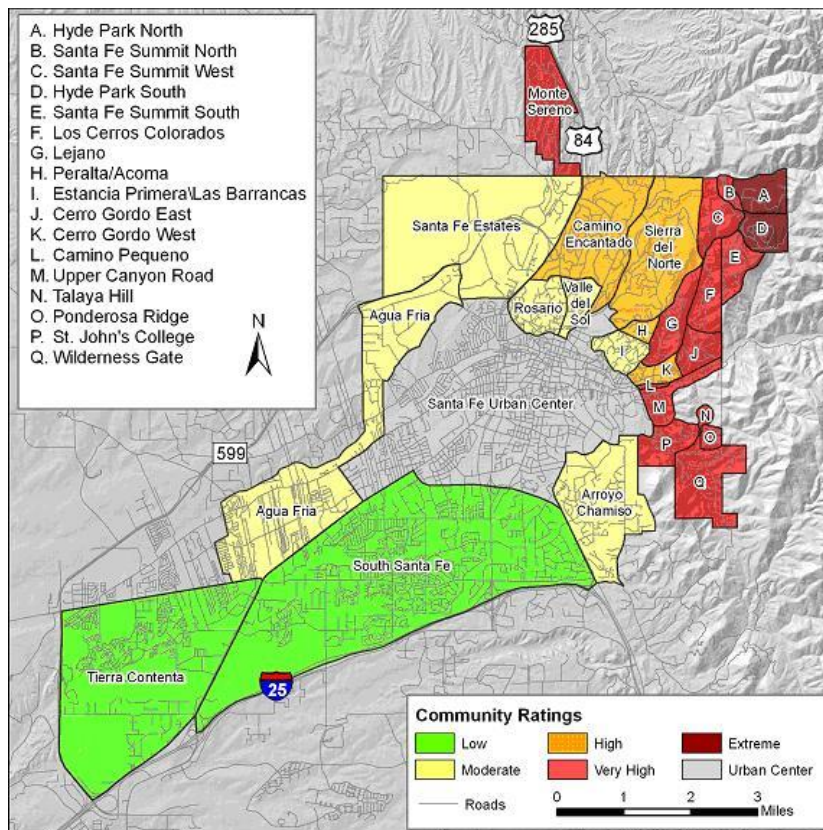 A. Hyde Park North
B. Santa Fe Summit North
C. Santa Fe Summit West
D. Hyde Park South
E. Santa Fe Summit South
F. Los Cerros Colorados
G. Lejano
H. Peralta/Acoma
I. Estancia Primera\Las Barrancas
J. Cerro Gordo East
K. Cerro Gordo West
L. Camino Pequeno
M. Upper Canyon Road
N. Talaya Hill
O. Ponderosa Ridge
P. St. John's College
Q. Wilderness Gate
N
285
Monte
Sereno
84
Santa Fe Estates
Camino
Encantado
Sierra
del
Norte
B
A
C
D
E
F
Agua Fria
Rosario
Valle
del
Sol
H
G
I
J
K
L
Santa Fe Urban Center
M
N
P
O
Q
599
Agua Fria
Arroyo
Chamiso
South Santa Fe
Tierra Contenta
25
Community Ratings
Low
High
Extreme
Moderate
Very High
Urban Center
Roads
0 1 2 3
Miles